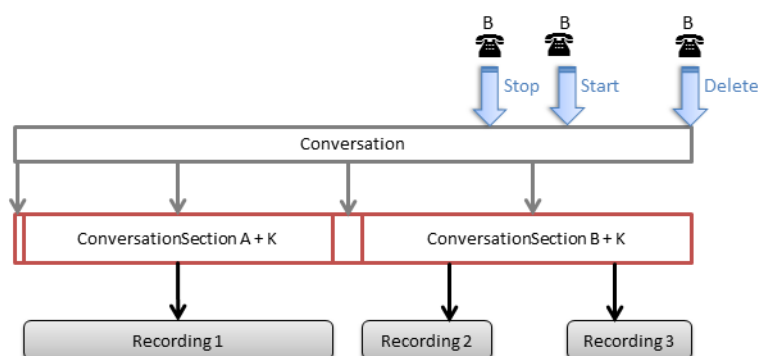 B B B
Stop Start Delete
Conversation
ConversationSection A + K ConversationSection B + K
Recording 1 Recording 2 Recording 3